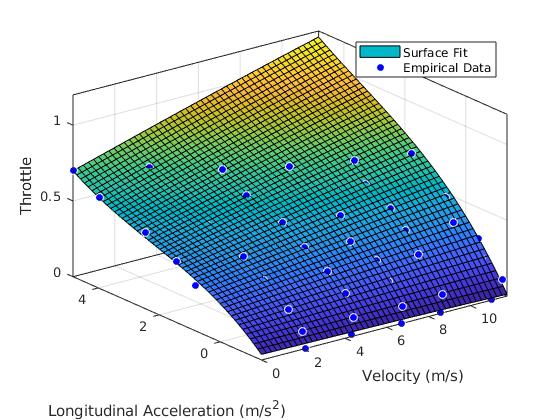 Surface Fit
Empirical Data
Throttle
1
0.5
0
4
2
0
0
2
4
6
8
10
Velocity (m/s)
Longitudinal Acceleration (m/s²)